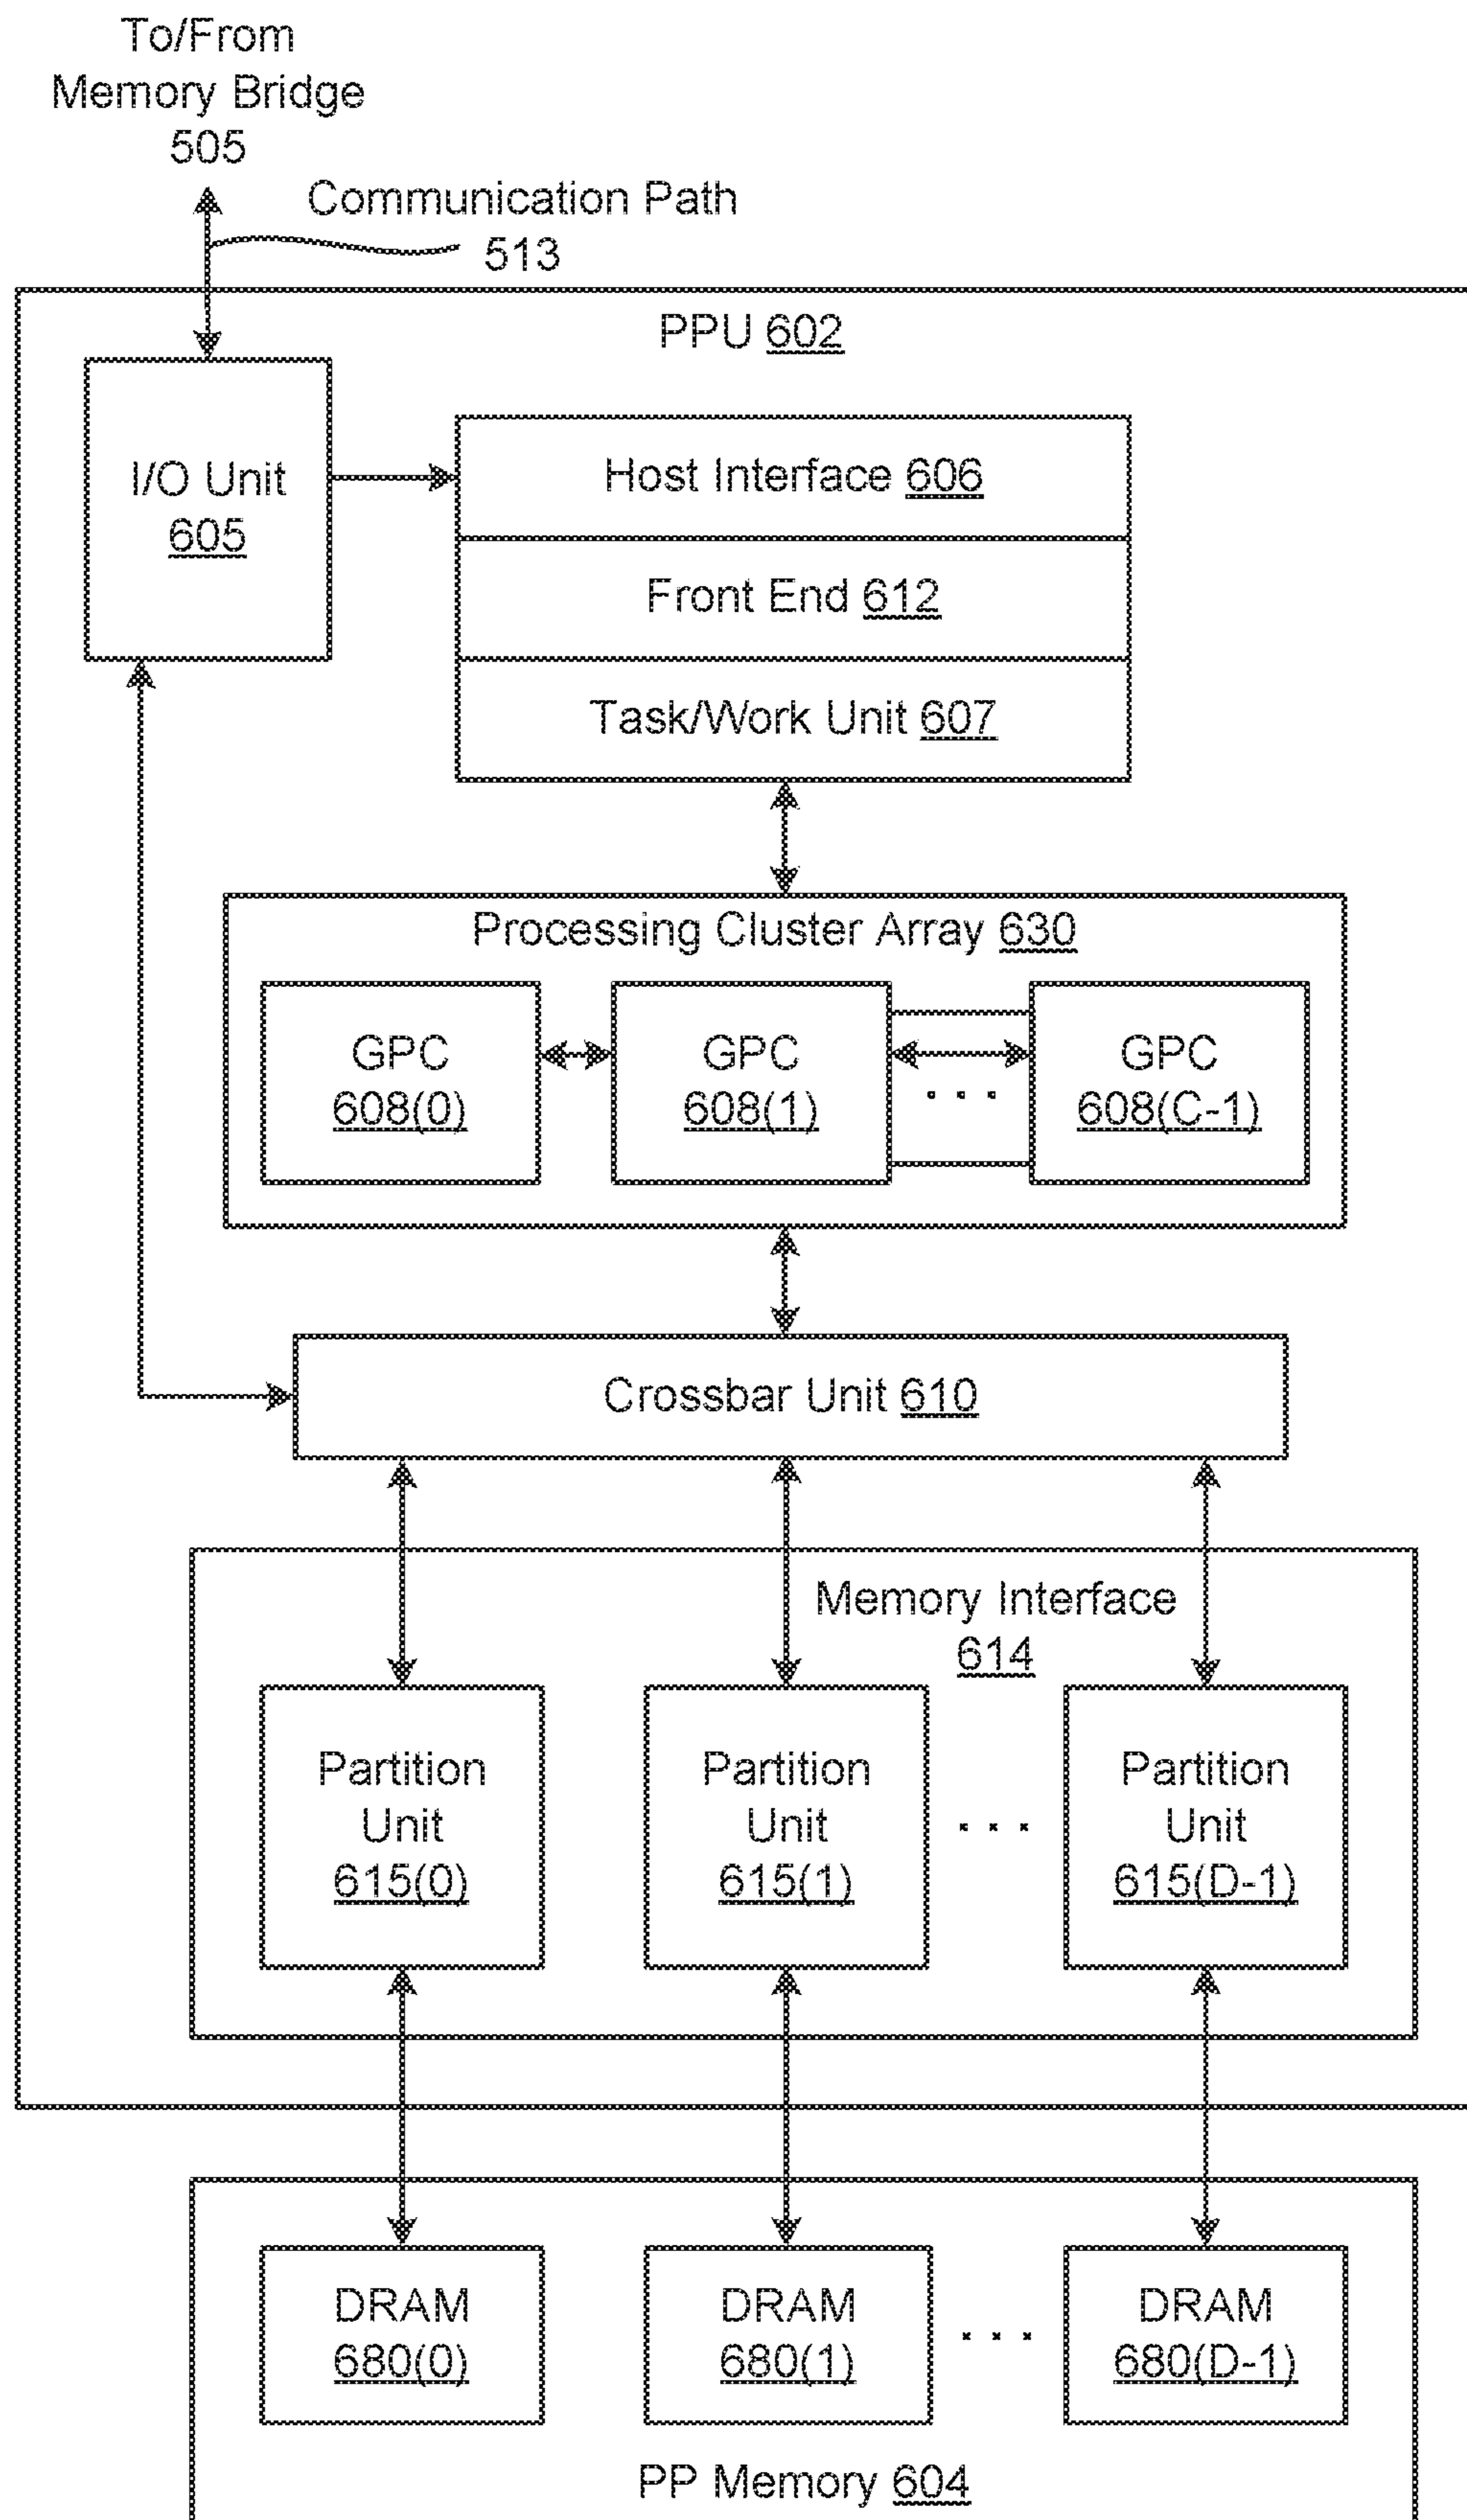 To/From
Memory Bridge
505
Communication Path
513
PPU 602
I/O Unit
605
Host Interface 606
Front End 612
Task/Work Unit 607
Processing Cluster Array 630
GPC
608(0)
GPC
608(1)
. . .
GPC
608(C-1)
Crossbar Unit 610
Memory Interface
614
Partition
Unit
615(0)
Partition
Unit
615(1)
. . .
Partition
Unit
615(D-1)
DRAM
680(0)
DRAM
680(1)
. . .
DRAM
680(D-1)
PP Memory 604